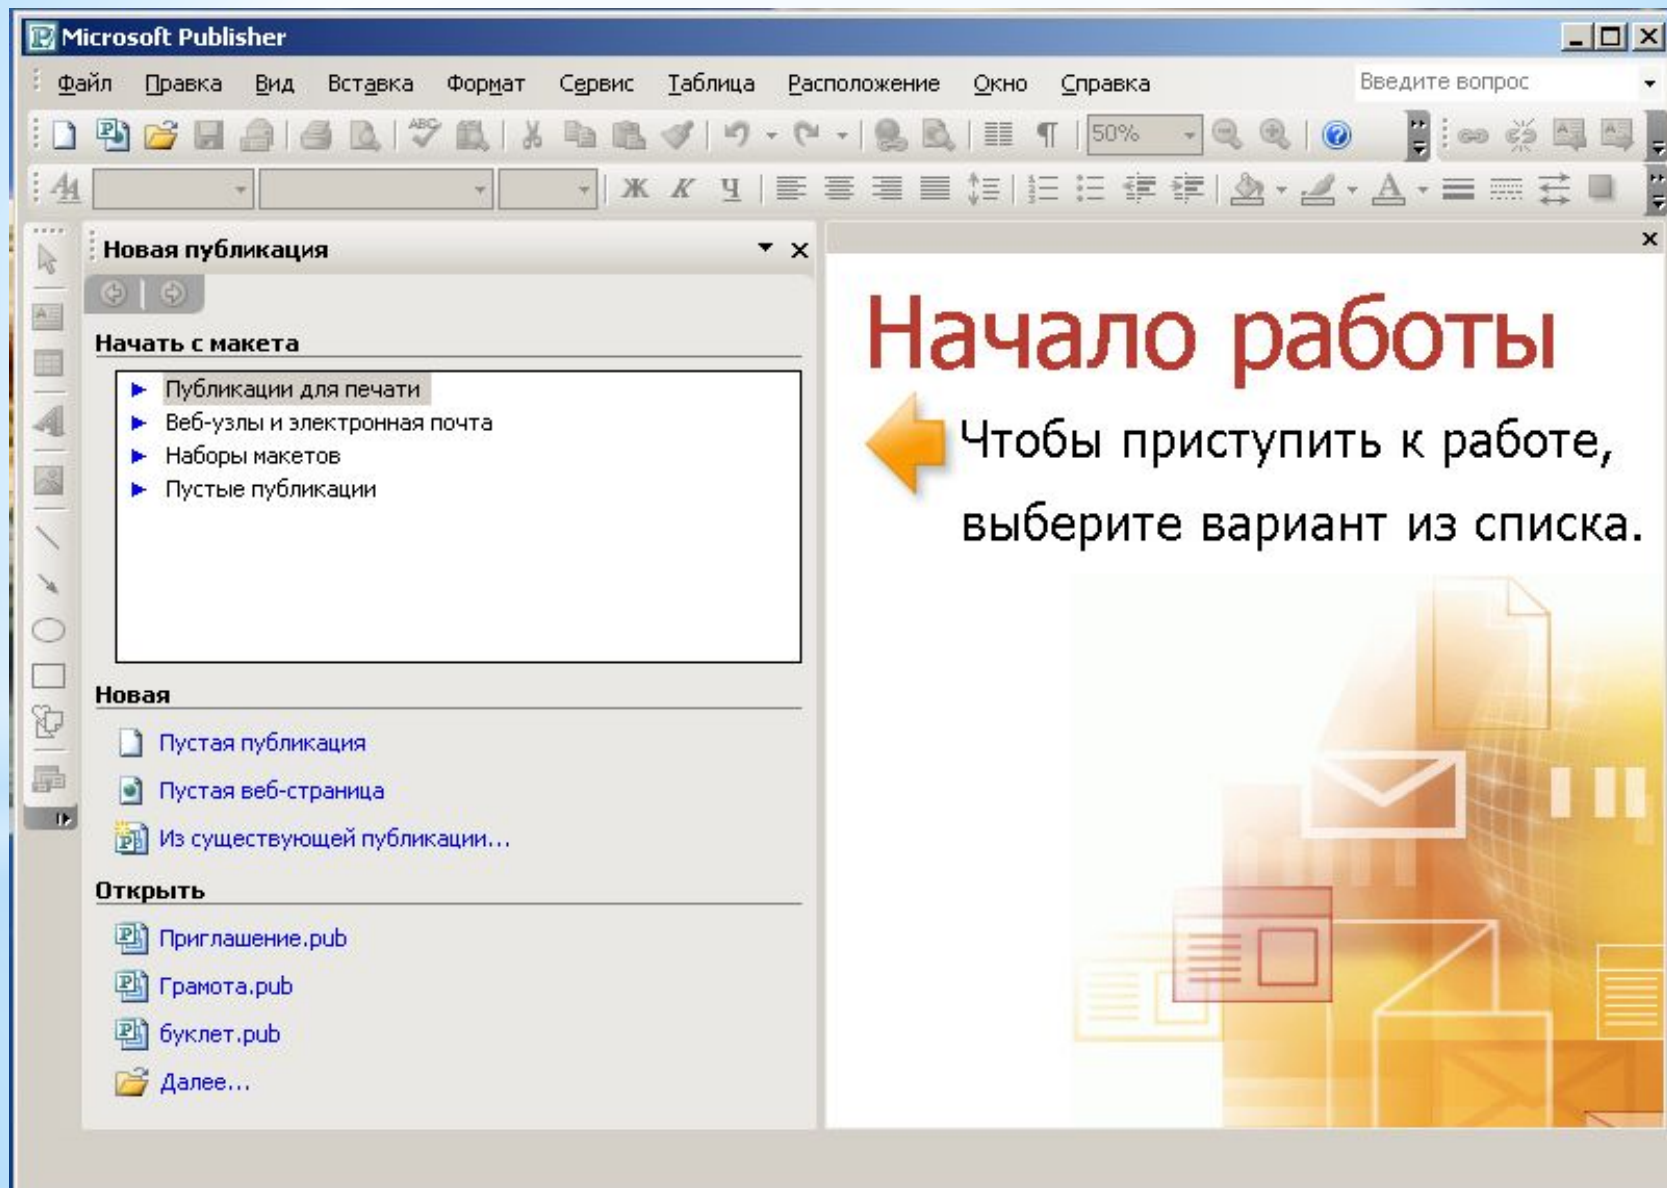 Microsoft Publisher
Файл Правка Вид Вставка Формат Сервис Таблица Расположение Окно Справка Введите вопрос
ABC 50%
Ж К Ч А
Новая публикация
Начать с макета
Публикации для печати
Веб-узлы и электронная почта
Наборы макетов
Пустые публикации
Новая
Пустая публикация
Пустая веб-страница
Из существующей публикации...
Открыть
Приглашение.pub
Грамота.pub
буклет.pub
Далее...
Начало работы
Чтобы приступить к работе,
выберите вариант из списка.